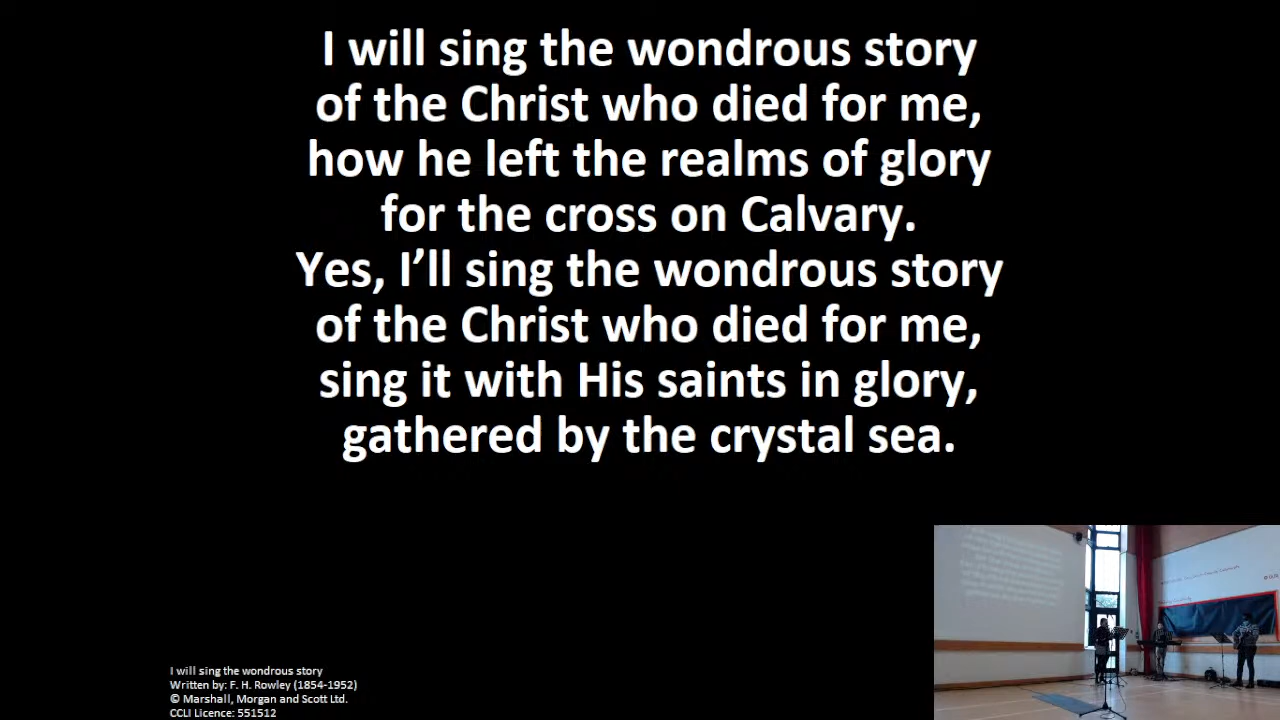 I will sing the wondrous story
of the Christ who died for me,
how he left the realms of glory
for the cross on Calvary.
Yes, I’ll sing the wondrous story
of the Christ who died for me,
sing it with His saints in glory,
gathered by the crystal sea.
I will sing the wondrous story
Written by: F. H. Rowley (1854-1952)
© Marshall, Morgan and Scott Ltd.
CCLI Licence: 551512